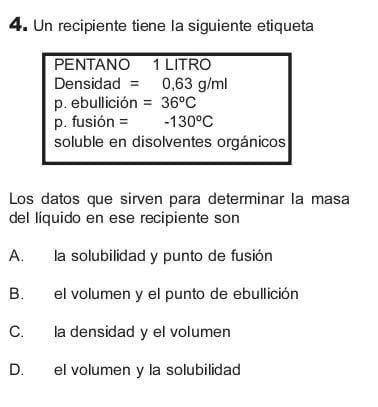 4. Un recipiente tiene la siguiente etiqueta
PENTANO 1 LITRO
Densidad = 0,63 g/ml
p. ebullición = 36ºC
p. fusión = -130ºC
soluble en disolventes orgánicos
Los datos que sirven para determinar la masa
del líquido en ese recipiente son
A. la solubilidad y punto de fusión
B. el volumen y el punto de ebullición
C. la densidad y el volumen
D. el volumen y la solubilidad